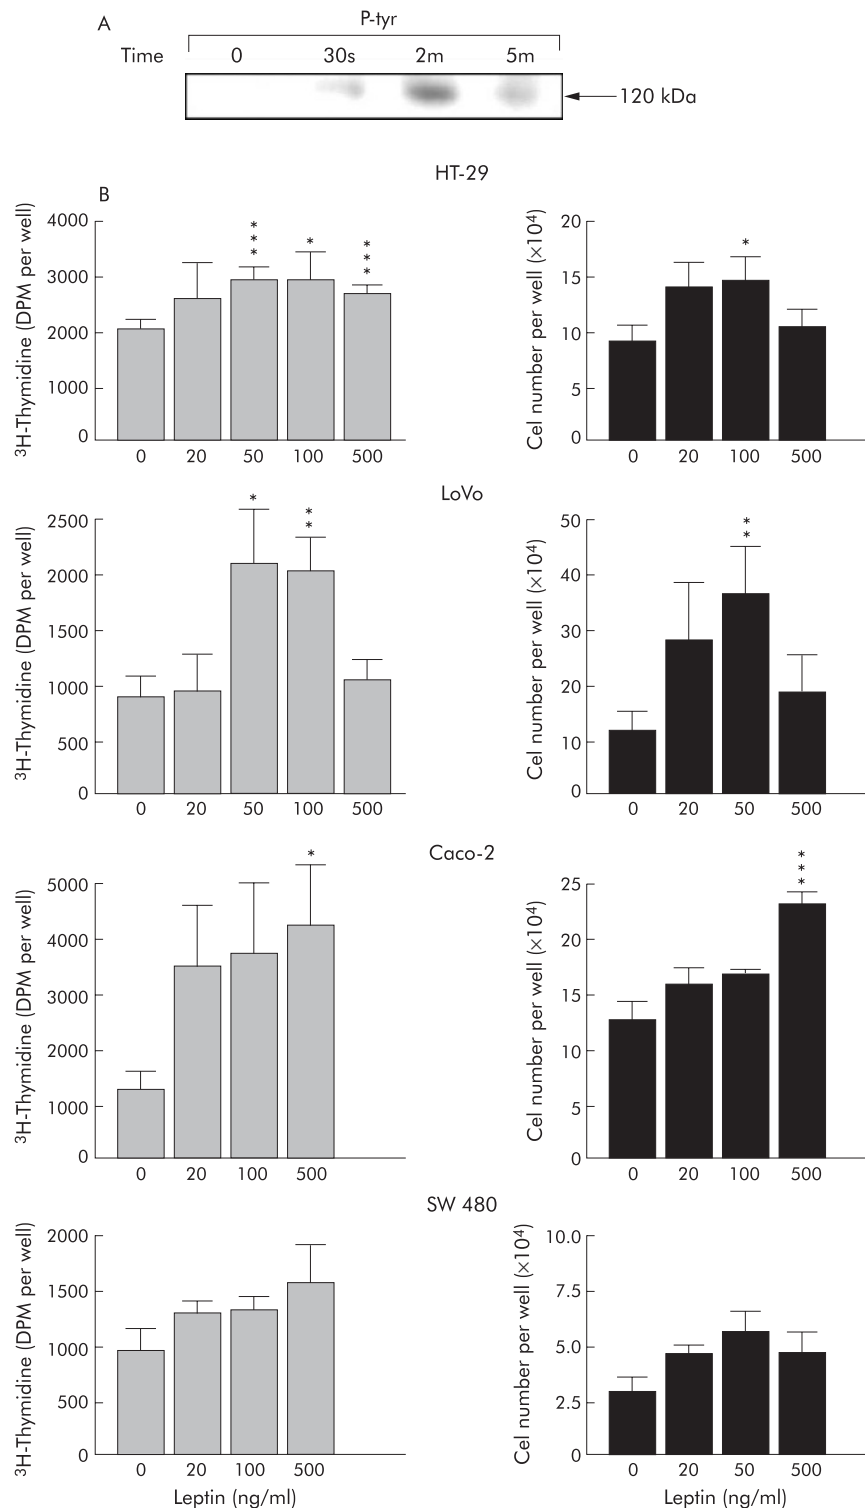 A
P-tyr
Time 0 30s 2m 5m
120 kDa
B
HT-29
³H-Thymidine (DPM per well)
4000
3000
2000
1000
0
***
*
***
0 20 50 100 500
Cel number per well (×10⁴)
20
15
10
5
0
*
0 20 100 500
LoVo
³H-Thymidine (DPM per well)
2500
2000
1500
1000
500
0
*
**
0 20 50 100 500
Cel number per well (×10⁴)
50
40
30
20
10
0
**
0 20 50 500
Caco-2
³H-Thymidine (DPM per well)
5000
4000
3000
2000
1000
0
*
0 20 100 500
Cel number per well (×10⁴)
25
20
15
10
5
0
***
0 20 100 500
SW 480
³H-Thymidine (DPM per well)
2000
1500
1000
500
0
0 20 100 500
Leptin (ng/ml)
Cel number per well (×10⁴)
10.0
7.5
5.0
2.5
0
0 20 50 500
Leptin (ng/ml)